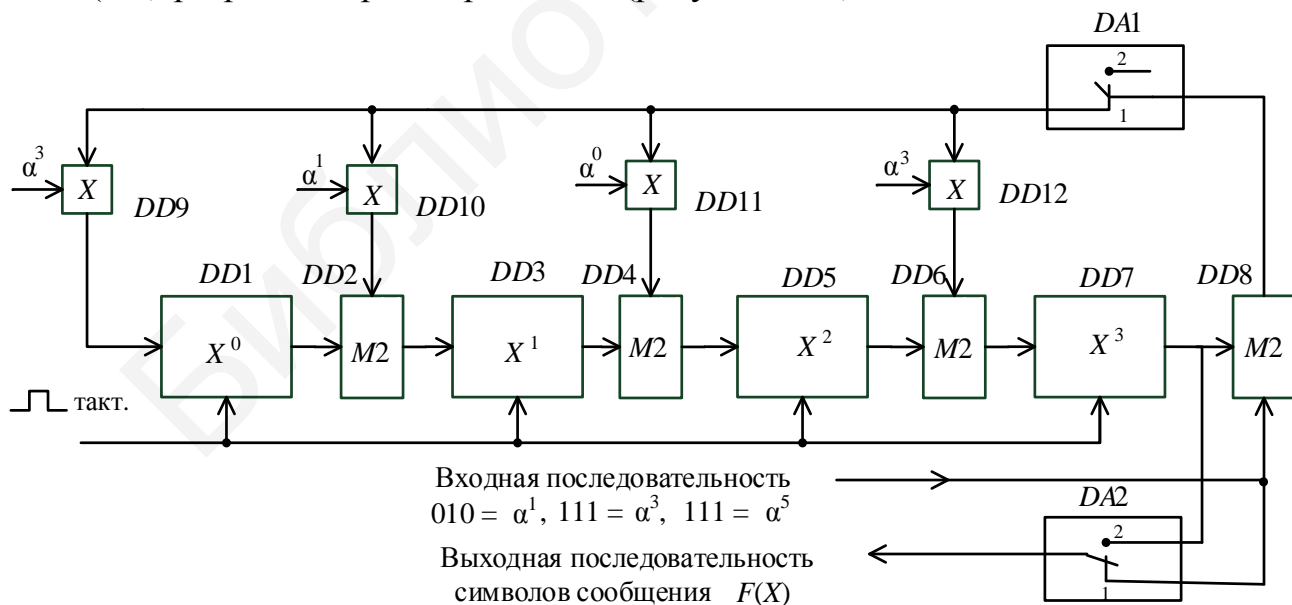 DA1
2
1
α³
X
DD9
α¹
X
DD10
α⁰
X
DD11
α³
X
DD12
DD1
DD2
DD3
DD4
DD5
DD6
DD7
DD8
X⁰
M2
X¹
M2
X²
M2
X³
M2
такт.
Входная последовательность
010 = α¹, 111 = α³, 111 = α⁵
DA2
2
1
Выходная последовательность
символов сообщения F(X)